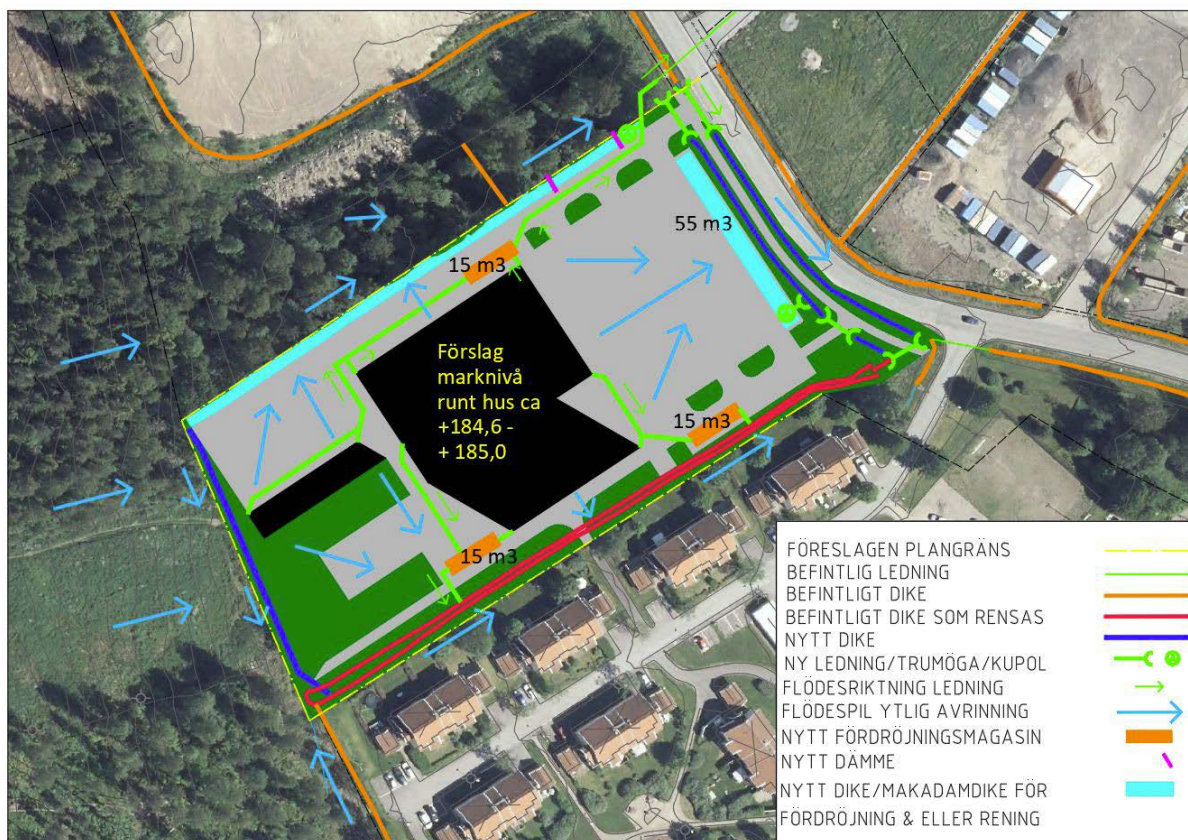 15 m3
55 m3
Förslag
marknivå
runt hus ca
+184,6 -
+ 185,0
15 m3
15 m3
FÖRESLAGEN PLANGRÄNS
BEFINTLIG LEDNING
BEFINTLIGT DIKE
BEFINTLIGT DIKE SOM RENSAS
NYTT DIKE
NY LEDNING/TRUMÖGA/KUPOL
FLÖDESRIKTNING LEDNING
FLÖDESPIL YTLIG AVRINNING
NYTT FÖRDRÖJNINGSMAGASIN
NYTT DÄMME
NYTT DIKE/MAKADAMDIKE FÖR
FÖRDRÖJNING & ELLER RENING